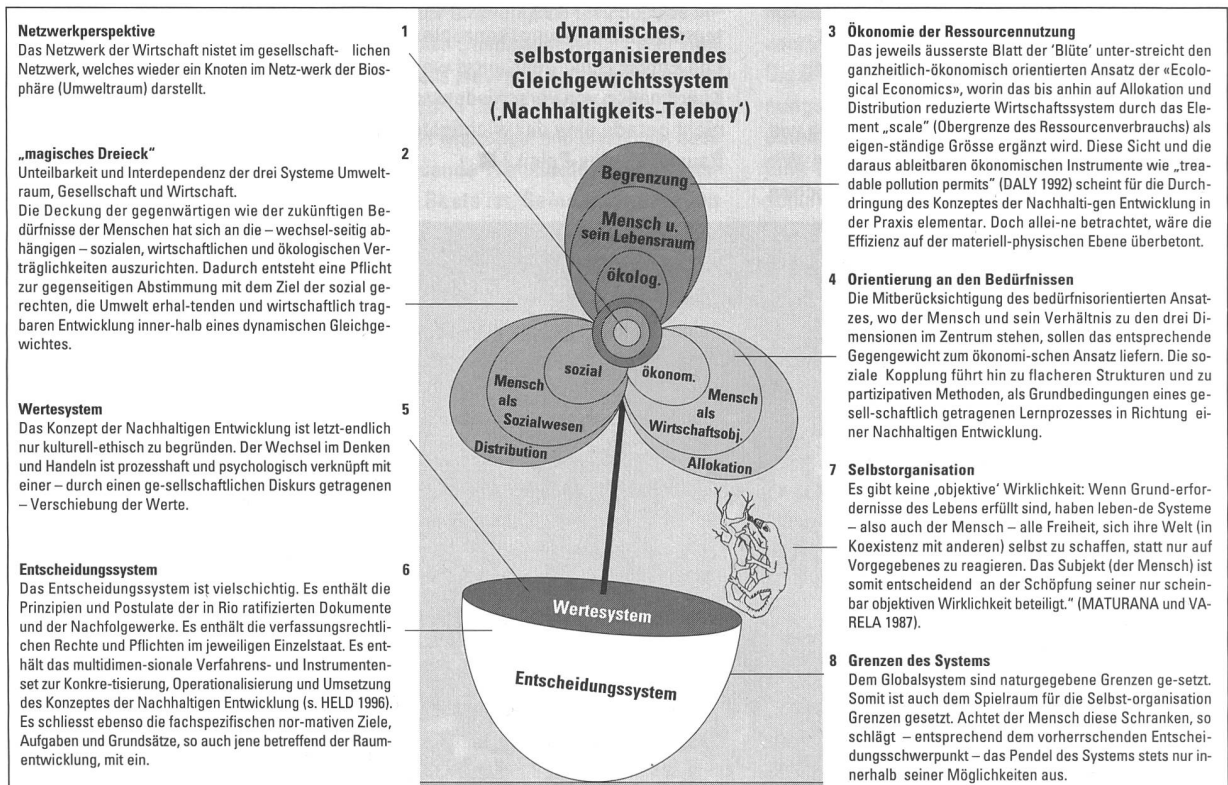 Netzwerkperspektive 1
Das Netzwerk der Wirtschaft nistet im gesellschaft- lichen
Netzwerk, welches wieder ein Knoten im Netz-werk der Bios-
phäre (Umweltraum) darstellt.
„magisches Dreieck“ 2
Unteilbarkeit und Interdependenz der drei Systeme Umwelt-
raum, Gesellschaft und Wirtschaft.
Die Deckung der gegenwärtigen wie der zukünftigen Be-
dürfnisse der Menschen hat sich an die – wechsel-seitig ab-
hängigen – sozialen, wirtschaftlichen und ökologischen Ver-
träglichkeiten auszurichten. Dadurch entsteht eine Pflicht
zur gegenseitigen Abstimmung mit dem Ziel der sozial ge-
rechten, die Umwelt erhal-tenden und wirtschaftlich trag-
baren Entwicklung inner-halb eines dynamischen Gleichge-
wichtes.
Wertesystem 5
Das Konzept der Nachhaltigen Entwicklung ist letzt-endlich
nur kulturell-ethisch zu begründen. Der Wechsel im Denken
und Handeln ist prozesshaft und psychologisch verknüpft mit
einer – durch einen ge-sellschaftlichen Diskurs getragenen
– Verschiebung der Werte.
Entscheidungssystem 6
Das Entscheidungssystem ist vielschichtig. Es enthält die
Prinzipien und Postulate der in Rio ratifizierten Dokumente
und der Nachfolgewerke. Es enthält die verfassungsrechtli-
chen Rechte und Pflichten im jeweiligen Einzelstaat. Es ent-
hält das multidimen-sionale Verfahrens- und Instrumenten-
set zur Konkre-tisierung, Operationalisierung und Umsetzung
des Konzeptes der Nachhaltigen Entwicklung (s. HELD 1996).
Es schliesst ebenso die fachspezifischen nor-mativen Ziele,
Aufgaben und Grundsätze, so auch jene betreffend der Raum-
entwicklung, mit ein.
dynamisches,
selbstorganisierendes
Gleichgewichtssystem
(‚Nachhaltigkeits-Teleboy‘)
Begrenzung
Mensch u.
sein Lebensraum
ökolog.
sozial
ökonom.
Mensch
als
Sozialwesen
Distribution
Mensch
als
Wirtschaftsobj.
Allokation
Wertesystem
Entscheidungssystem
3 Ökonomie der Ressourcennutzung
Das jeweils äusserste Blatt der ‘Blüte’ unter-streicht den
ganzheitlich-ökonomisch orientierten Ansatz der «Ecolo-
gical Economics», worin das bis anhin auf Allokation und
Distribution reduzierte Wirtschaftssystem durch das Ele-
ment „scale” (Obergrenze des Ressourcenverbrauchs) als
eigen-ständige Grösse ergänzt wird. Diese Sicht und die
daraus ableitbaren ökonomischen Instrumente wie „trea-
dable pollution permits” (DALY 1992) scheint für die Durch-
dringung des Konzeptes der Nachhalti-gen Entwicklung in
der Praxis elementar. Doch allei-ne betrachtet, wäre die
Effizienz auf der materiell-physischen Ebene überbetont.
4 Orientierung an den Bedürfnissen
Die Mitberücksichtigung des bedürfnisorientierten Ansat-
zes, wo der Mensch und sein Verhältnis zu den drei Di-
mensionen im Zentrum stehen, sollen das entsprechende
Gegengewicht zum ökonomi-schen Ansatz liefern. Die so-
ziale Kopplung führt hin zu flacheren Strukturen und zu
partizipativen Methoden, als Grundbedingungen eines ge-
sell-schaftlich getragenen Lernprozesses in Richtung ei-
ner Nachhaltigen Entwicklung.
7 Selbstorganisation
Es gibt keine ‚objektive’ Wirklichkeit: Wenn Grund-erfor-
dernisse des Lebens erfüllt sind, haben leben-de Systeme
– also auch der Mensch – alle Freiheit, sich ihre Welt (in
Koexistenz mit anderen) selbst zu schaffen, statt nur auf
Vorgegebenes zu reagieren. Das Subjekt (der Mensch) ist
somit entscheidend an der Schöpfung seiner nur schein-
bar objektiven Wirklichkeit beteiligt.” (MATURANA und VA-
RELA 1987).
8 Grenzen des Systems
Dem Globalsystem sind naturgegebene Grenzen ge-setzt.
Somit ist auch dem Spielraum für die Selbst-organisation
Grenzen gesetzt. Achtet der Mensch diese Schranken, so
schlägt – entsprechend dem vorherrschenden Entschei-
dungsschwerpunkt – das Pendel des Systems stets nur in-
nerhalb seiner Möglichkeiten aus.